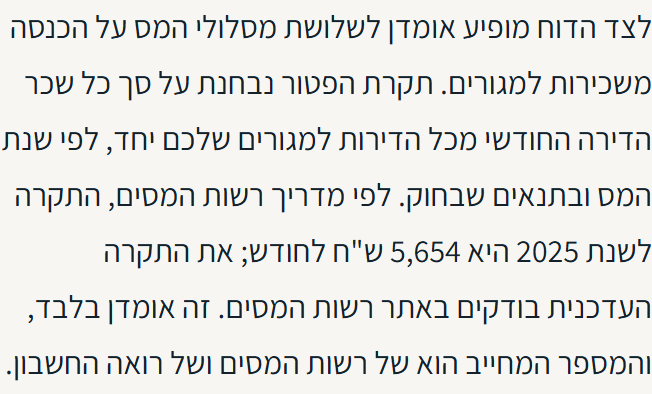 לצד הדוח מופיע אומדן לשלושת מסלולי המס על הכנסה
משכירות למגורים. תקרת הפטור נבחנת על סך כל שכר
הדירה החודשי מכל הדירות למגורים שלכם יחד, לפי שנת
המס ובתנאים שבחוק. לפי מדריך רשות המסים, התקרה
לשנת 2025 היא 5,654 ש"ח לחודש; את התקרה
העדכנית בודקים באתר רשות המסים. זה אומדן בלבד,
והמספר המחייב הוא של רשות המסים ושל רואה החשבון.